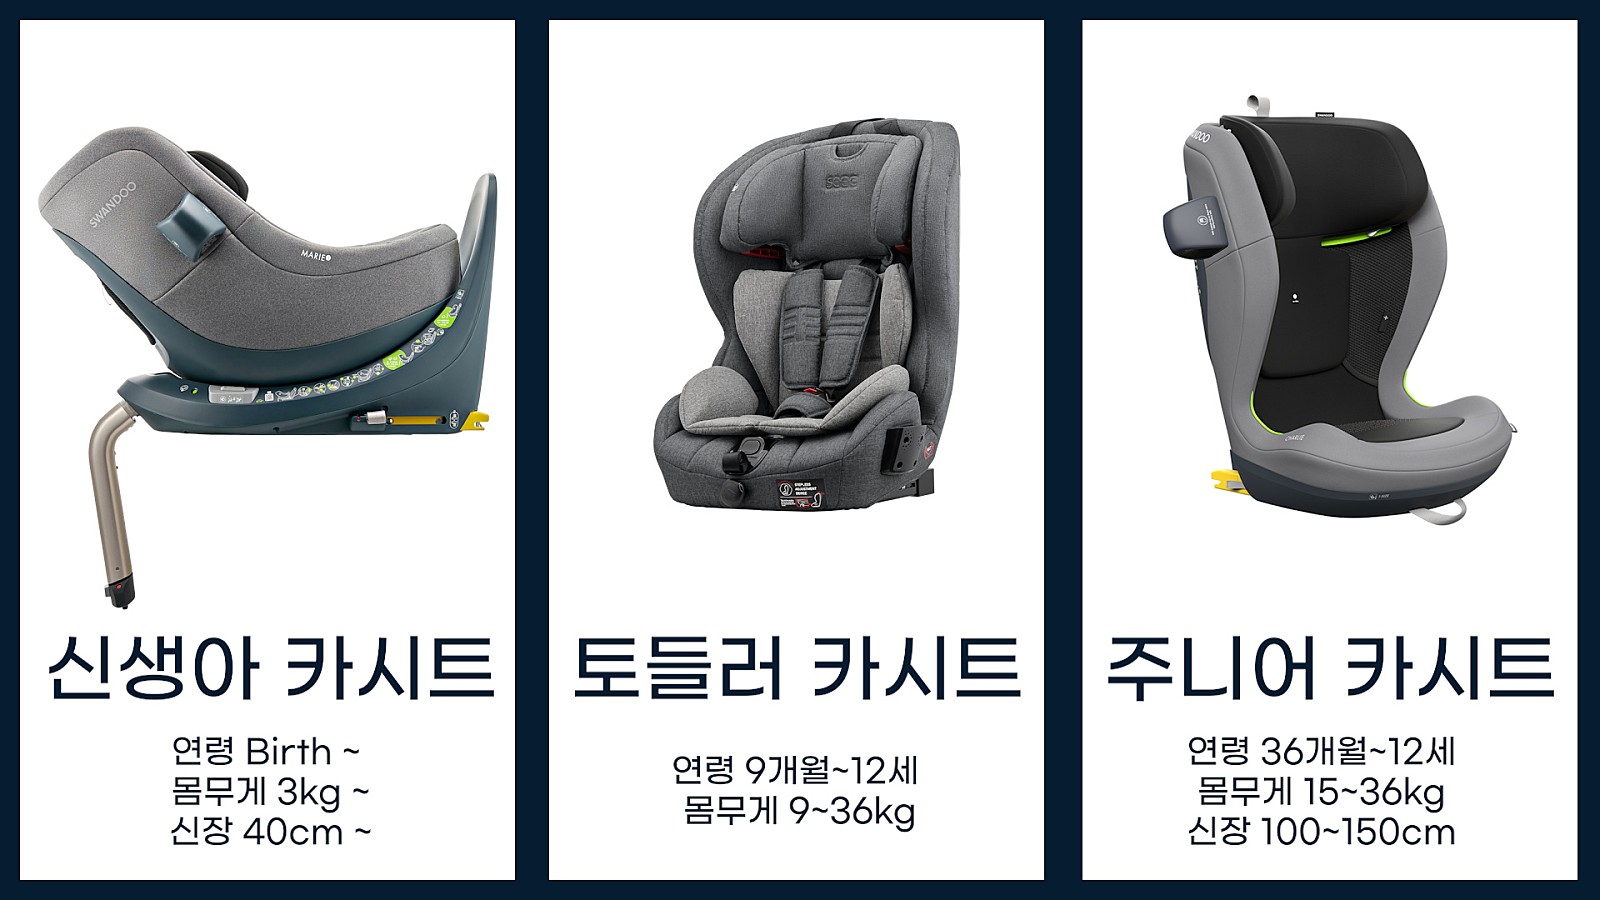 SWANDOO
MARIE
신생아 카시트
연령 Birth ~
몸무게 3kg ~
신장 40cm ~
토들러 카시트
연령 9개월~12세
몸무게 9~36kg
CHARLIE
주니어 카시트
연령 36개월~12세
몸무게 15~36kg
신장 100~150cm